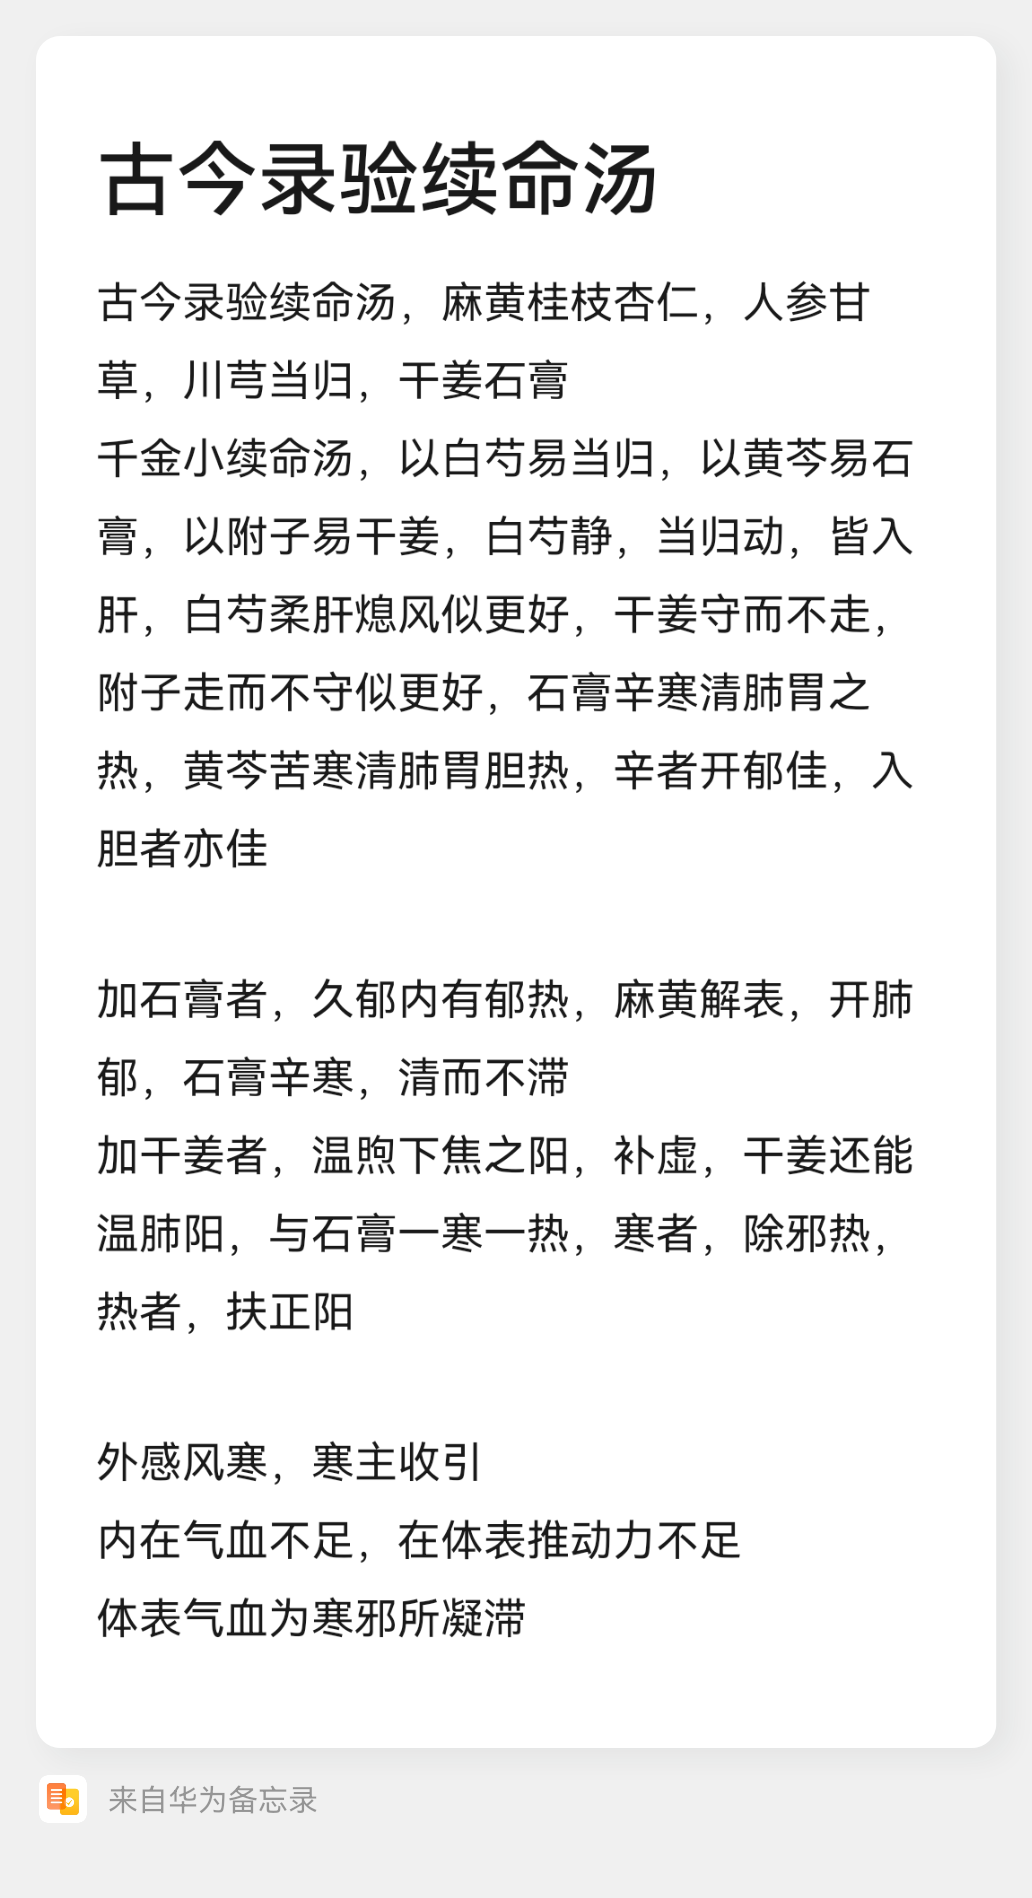 古今录验续命汤
古今录验续命汤，麻黄桂枝杏仁，人参甘
草，川芎当归，干姜石膏
千金小续命汤，以白芍易当归，以黄芩易石
膏，以附子易干姜，白芍静，当归动，皆入
肝，白芍柔肝熄风似更好，干姜守而不走，
附子走而不守似更好，石膏辛寒清肺胃之
热，黄芩苦寒清肺胃胆热，辛者开郁佳，入
胆者亦佳
加石膏者，久郁内有郁热，麻黄解表，开肺
郁，石膏辛寒，清而不滞
加干姜者，温煦下焦之阳，补虚，干姜还能
温肺阳，与石膏一寒一热，寒者，除邪热，
热者，扶正阳
外感风寒，寒主收引
内在气血不足，在体表推动力不足
体表气血为寒邪所凝滞
来自华为备忘录